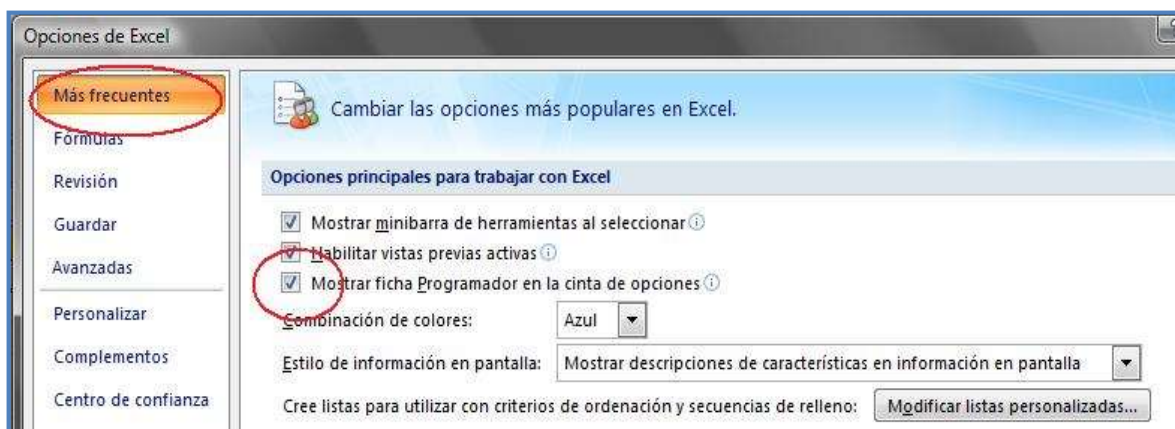 Opciones de Excel
Más frecuentes
Fórmulas
Revisión
Guardar
Avanzadas
Personalizar
Complementos
Centro de confianza
Cambiar las opciones más populares en Excel.
Opciones principales para trabajar con Excel
Mostrar minibarra de herramientas al seleccionar
Habilitar vistas previas activas
Mostrar ficha Programador en la cinta de opciones
Combinación de colores: Azul
Estilo de información en pantalla: Mostrar descripciones de características en información en pantalla
Cree listas para utilizar con criterios de ordenación y secuencias de relleno: Modificar listas personalizadas...